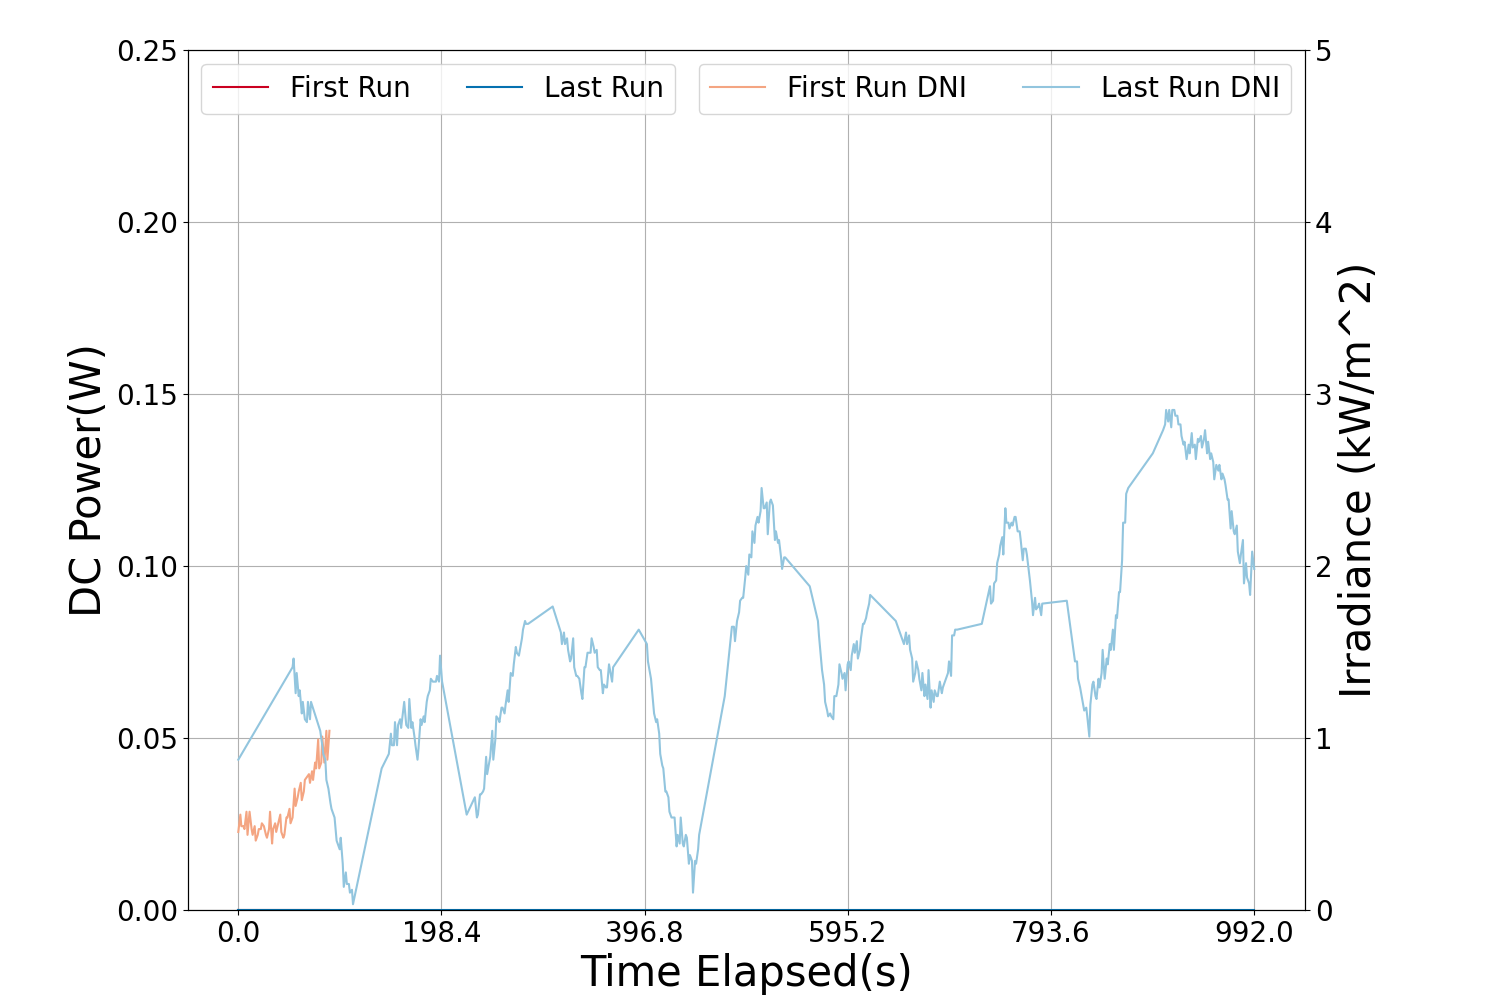 0.25
0.20
0.15
0.10
0.05
0.00
DC Power(W)
First Run
Last Run
First Run DNI
Last Run DNI
5
4
3
2
1
0
Irradiance (kW/m^2)
0.0
198.4
396.8
595.2
793.6
992.0
Time Elapsed(s)